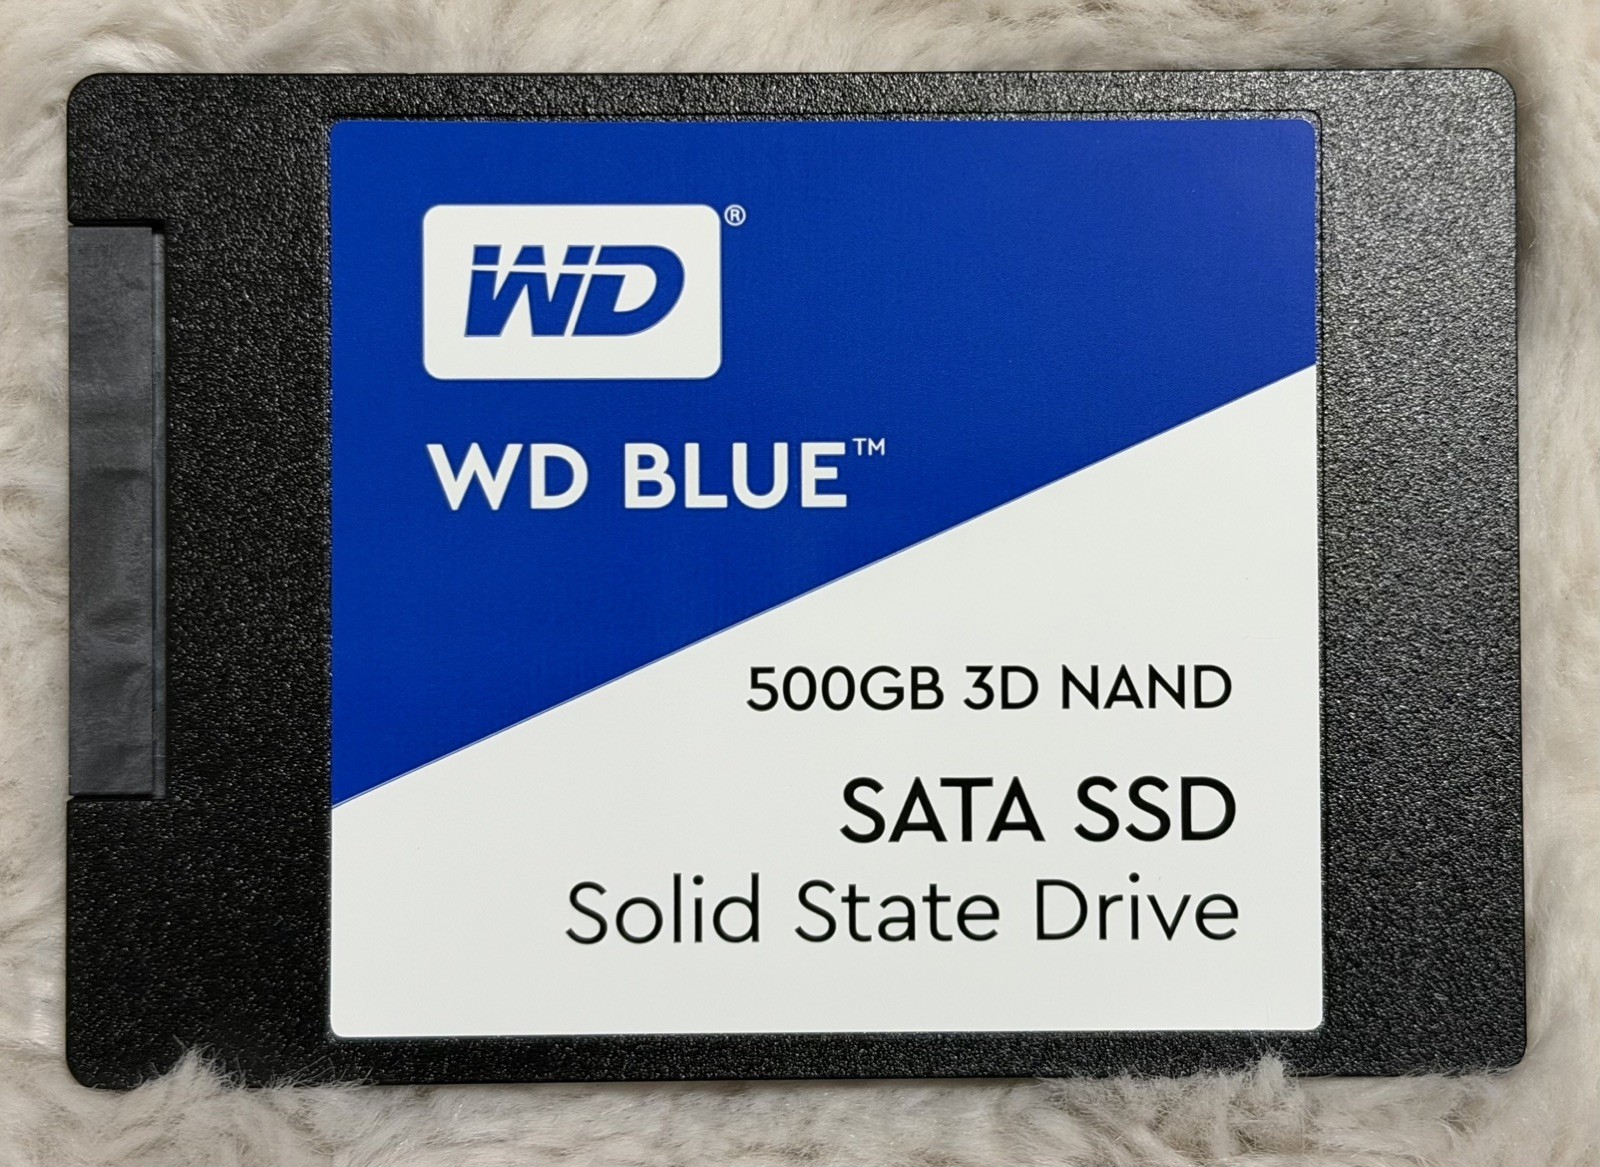 WD®
WD BLUE™
500GB 3D NAND
SATA SSD
Solid State Drive